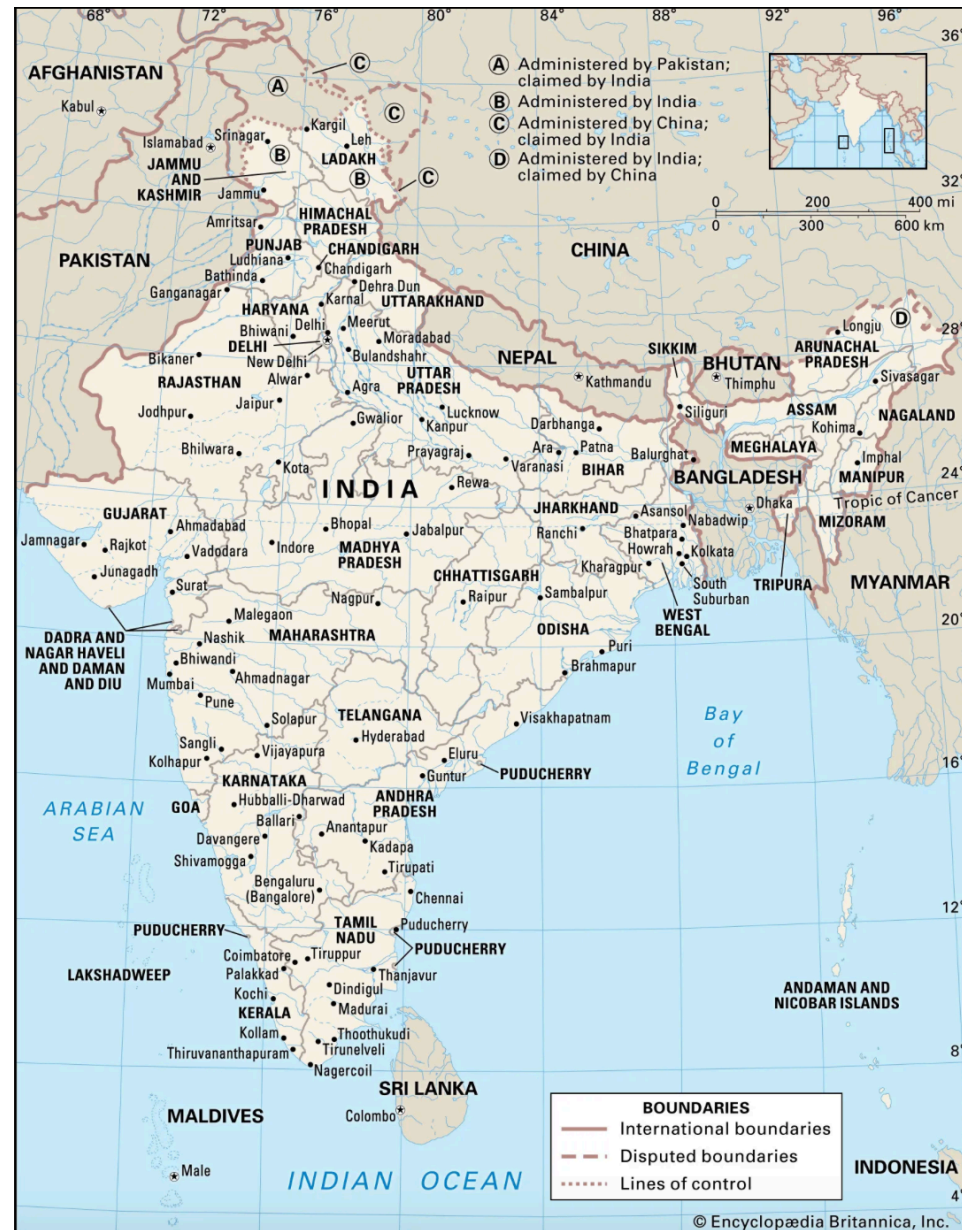 68° 72° 76° 80° 84° 88° 92° 96°
36°
32°
28°
24°
20°
16°
12°
8°
4°
AFGHANISTAN
Kabul
Ⓐ Administered by Pakistan;
claimed by India
Ⓑ Administered by India
Ⓒ Administered by China;
claimed by India
Ⓓ Administered by India;
claimed by China
0 200 400 mi
0 300 600 km
Ⓒ
Ⓐ
Ⓒ
Ⓑ
Ⓑ
Ⓒ
Ⓓ
Islamabad
Srinagar
Kargil
Leh
LADAKH
JAMMU
AND
KASHMIR
Jammu
HIMACHAL
PRADESH
Amritsar
PUNJAB
CHANDIGARH
Ludhiana
Chandigarh
Bathinda
Dehra Dun
Ganganagar
UTTARAKHAND
PAKISTAN
CHINA
HARYANA
Karnal
Bhiwani
Delhi
Meerut
DELHI
Moradabad
New Delhi
Bulandshahr
Bikaner
RAJASTHAN
Alwar
UTTAR
PRADESH
Agra
Jaipur
Jodhpur
Gwalior
Lucknow
Kanpur
NEPAL
Kathmandu
SIKKIM
BHUTAN
Thimphu
Longju
ARUNACHAL
PRADESH
Sivasagar
Siliguri
ASSAM
NAGALAND
Kohima
MEGHALAYA
Imphal
MANIPUR
Bhilwara
Kota
Prayagraj
Varanasi
Darbhanga
Ara
Patna
BIHAR
Balurghat
BANGLADESH
Dhaka
Tropic of Cancer
MIZORAM
TRIPURA
MYANMAR
INDIA
Rewa
GUJARAT
Ahmadabad
Jamnagar
Rajkot
Vadodara
Junagadh
Surat
Indore
Bhopal
Jabalpur
MADHYA
PRADESH
JHARKHAND
Ranchi
Asansol
Nabadwip
Bhatpara
Howrah
Kolkata
Kharagpur
South
Suburban
WEST
BENGAL
CHHATTISGARH
Raipur
Sambalpur
Nagpur
ODISHA
Puri
Brahmapur
DADRA AND
NAGAR HAVELI
AND DAMAN
AND DIU
Malegaon
Nashik
MAHARASHTRA
Bhiwandi
Mumbai
Ahmadnagar
Pune
Solapur
TELANGANA
Hyderabad
Visakhapatnam
Sangli
Kolhapur
Vijayapura
Eluru
Guntur
PUDUCHERRY
KARNATAKA
GOA
Hubballi-Dharwad
ANDHRA
PRADESH
Ballari
Anantapur
Davangere
Kadapa
Shivamogga
Tirupati
Bengaluru
(Bangalore)
Chennai
Bay
of
Bengal
ARABIAN
SEA
PUDUCHERRY
TAMIL
NADU
Puducherry
PUDUCHERRY
Coimbatore
Tiruppur
LAKSHADWEEP
Palakkad
Thanjavur
Kochi
Dindigul
KERALA
Madurai
Kollam
Thoothukudi
Thiruvananthapuram
Tirunelveli
Nagercoil
ANDAMAN AND
NICOBAR ISLANDS
SRI LANKA
Colombo
MALDIVES
Male
INDIAN OCEAN
INDONESIA
BOUNDARIES
International boundaries
Disputed boundaries
Lines of control
© Encyclopædia Britannica, Inc.